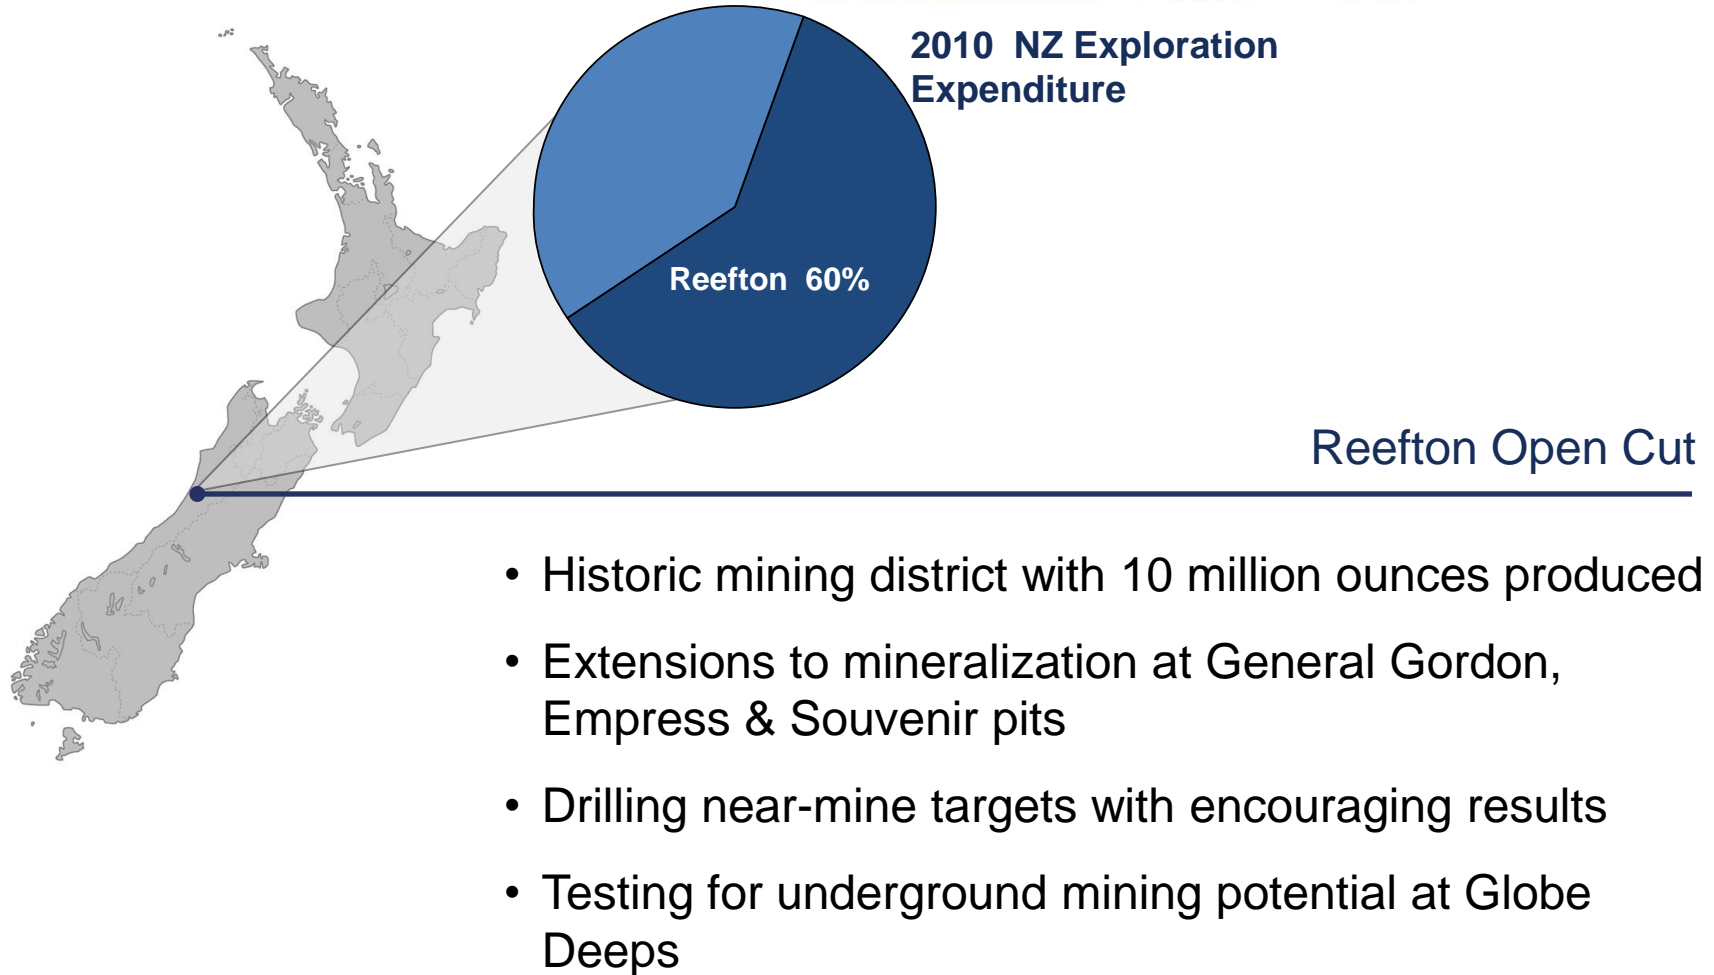 2010 NZ Exploration
Expenditure
Reefton 60%
Reefton Open Cut
• Historic mining district with 10 million ounces produced
• Extensions to mineralization at General Gordon,
Empress & Souvenir pits
• Drilling near-mine targets with encouraging results
• Testing for underground mining potential at Globe
Deeps